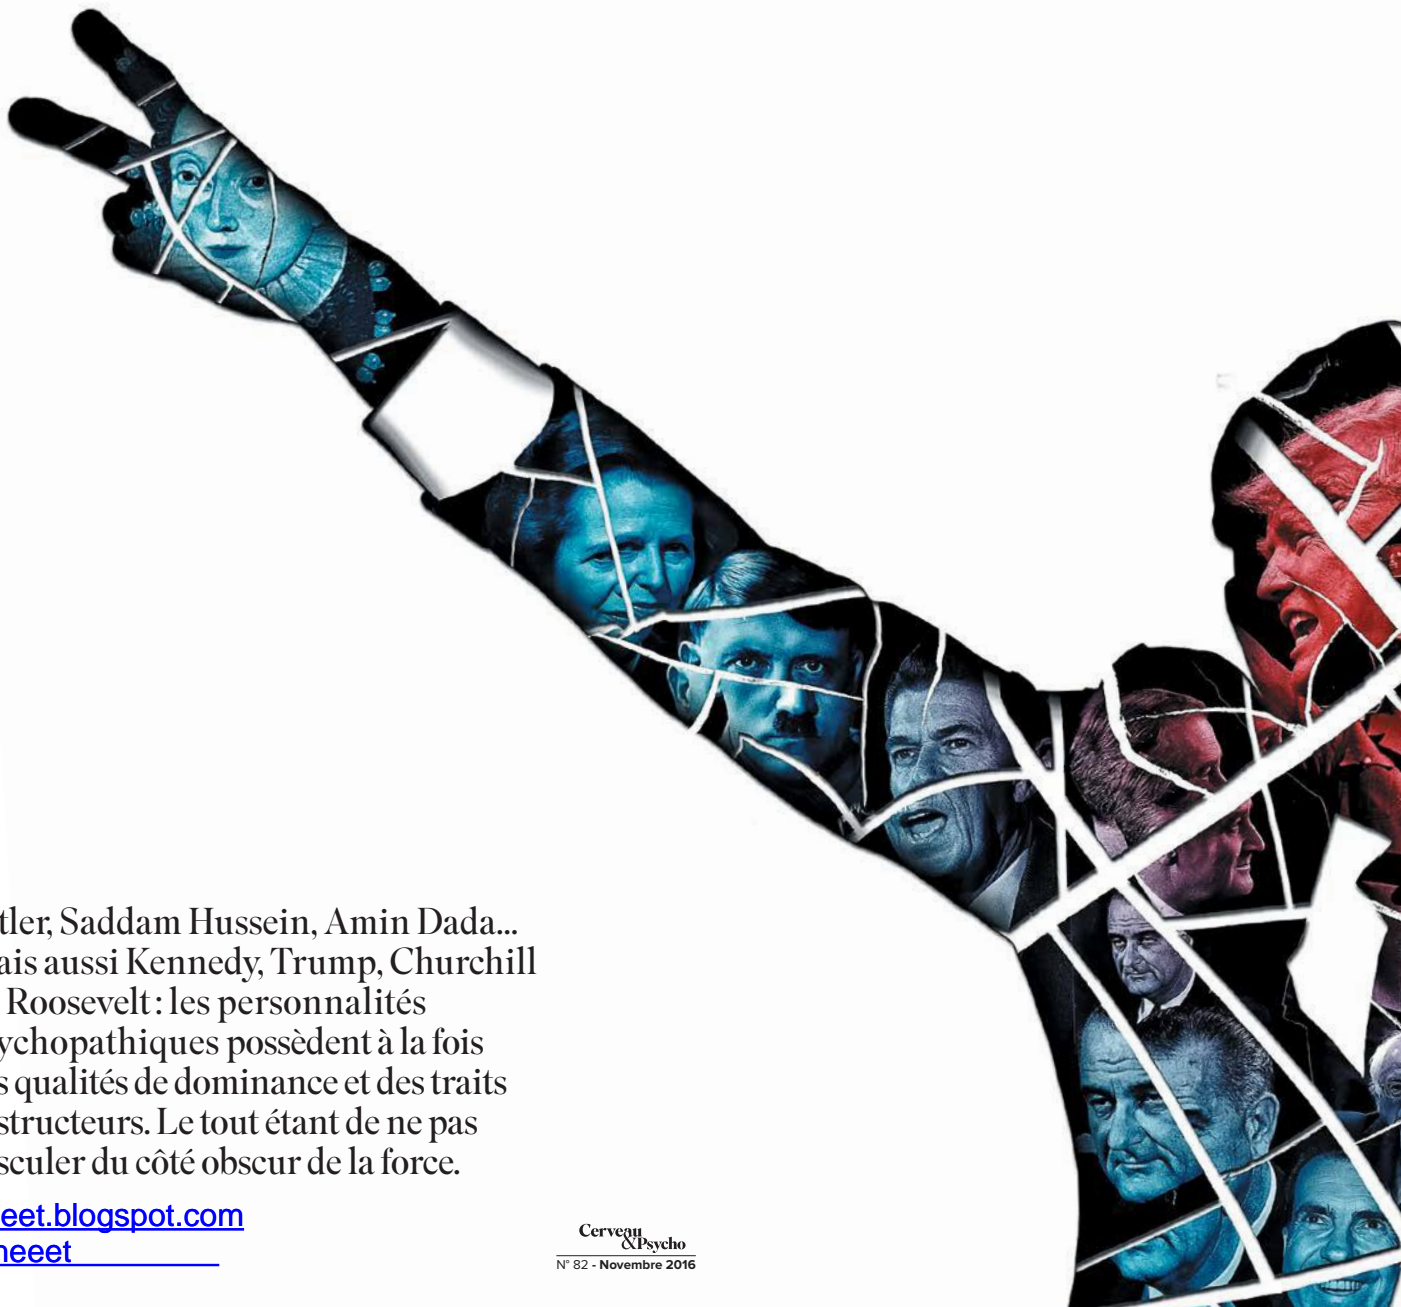 tler, Saddam Hussein, Amin Dada...
ais aussi Kennedy, Trump, Churchill
Roosevelt : les personnalités
ychopathiques possèdent à la fois
s qualités de dominance et des traits
structeurs. Le tout étant de ne pas
sculer du côté obscur de la force.
eet.blogspot.com
neeet
Cerveau
&Psycho
N° 82 - Novembre 2016